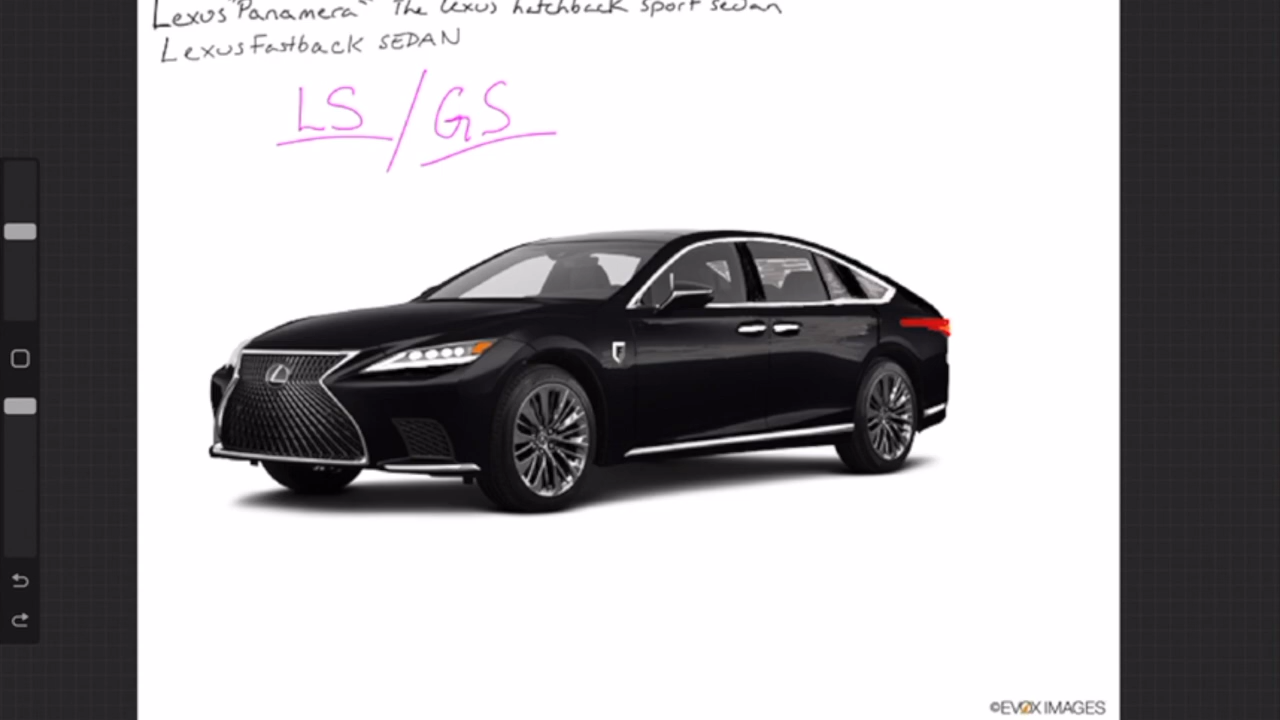 Lexus "Panamera" The Lexus hatchback sport sedan
Lexus Fastback SEDAN
LS/GS
©EVOX IMAGES